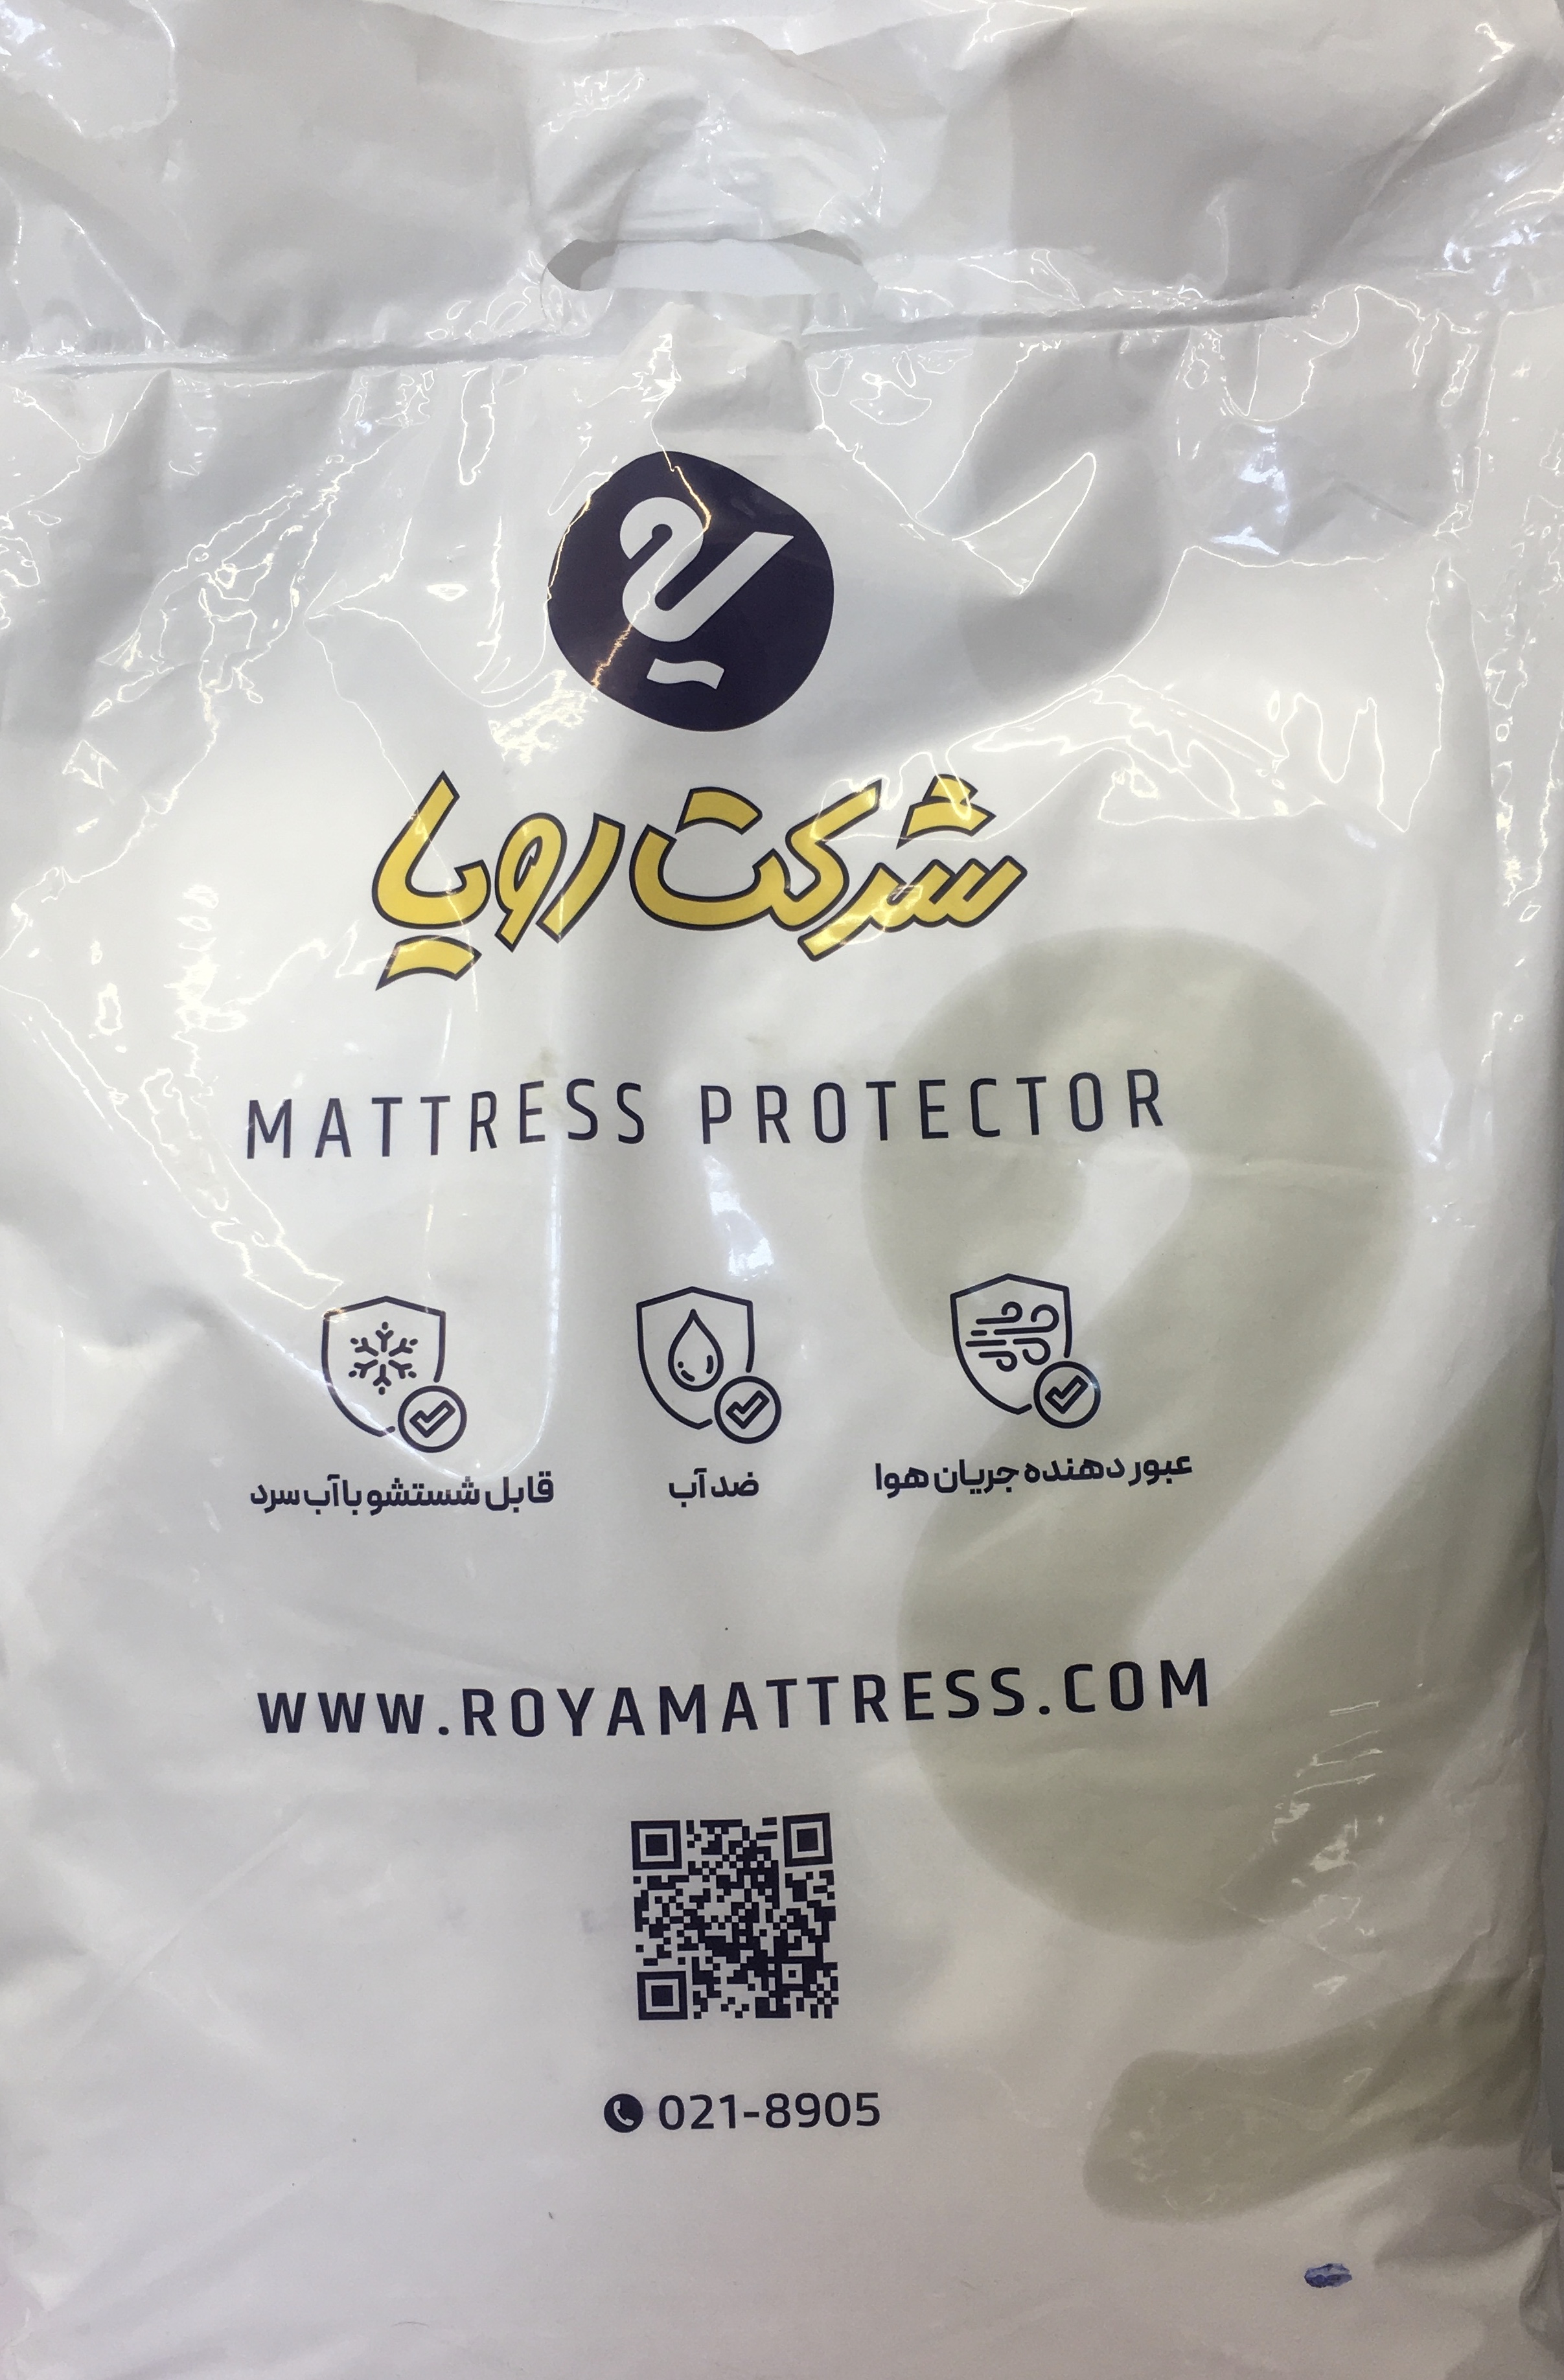 شرکت رویا
MATTRESS PROTECTOR
عبور دهنده جریان هوا
ضد آب
قابل شستشو با آب سرد
WWW.ROYAMATTRESS.COM
021-8905